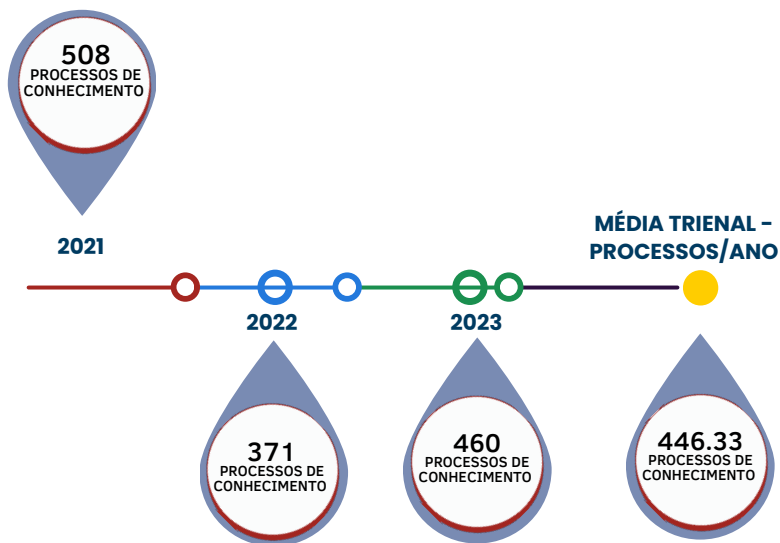 508
PROCESSOS DE
CONHECIMENTO
2021
MÉDIA TRIENAL -
PROCESSOS/ANO
2022
2023
371
PROCESSOS DE
CONHECIMENTO
460
PROCESSOS DE
CONHECIMENTO
446.33
PROCESSOS DE
CONHECIMENTO